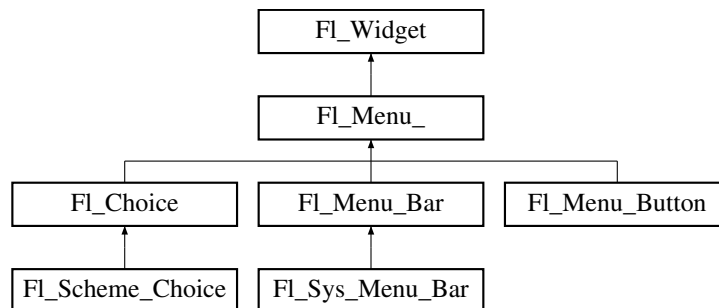 Fl_Widget
Fl_Menu_
Fl_Choice
Fl_Menu_Bar
Fl_Menu_Button
Fl_Scheme_Choice
Fl_Sys_Menu_Bar